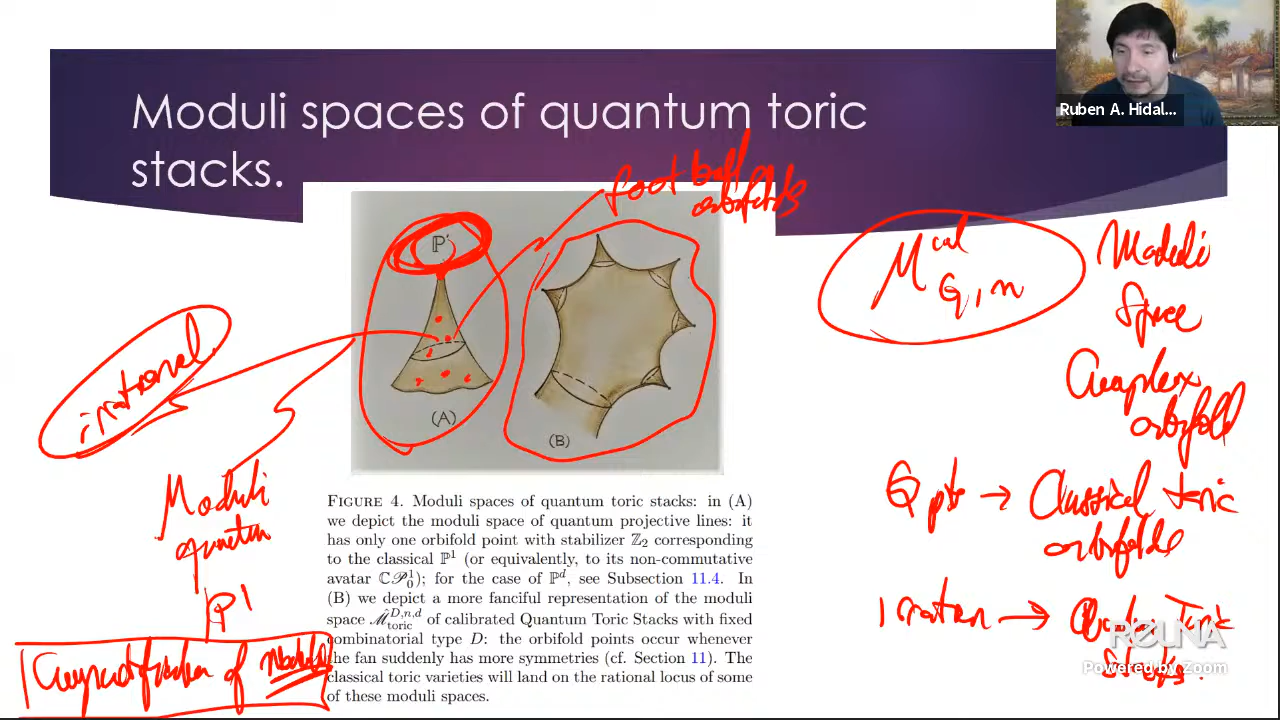 Ruben A. Hidal...
Moduli spaces of quantum toric
stacks.
foot ball
orbifolds
P¹
(A)
(B)
M^cal_Q,n
Moduli
Space
Complex
orbifold
irrational
Moduli
quantum
P¹
Compactification of Moduli
Q pts → Classical toric
orbifolds
Irration → Quantum Toric
Stacks.
FIGURE 4. Moduli spaces of quantum toric stacks: in (A)
we depict the moduli space of quantum projective lines: it
has only one orbifold point with stabilizer ℤ₂ corresponding
to the classical ℙ¹ (or equivalently, to its non-commutative
avatar ℂ𝒫¹₀); for the case of ℙᵈ, see Subsection 11.4. In
(B) we depict a more fanciful representation of the moduli
space ℳ̂^D,n,d_toric of calibrated Quantum Toric Stacks with fixed
combinatorial type D: the orbifold points occur whenever
the fan suddenly has more symmetries (cf. Section 11). The
classical toric varieties will land on the rational locus of some
of these moduli spaces.
Powered by Zoom